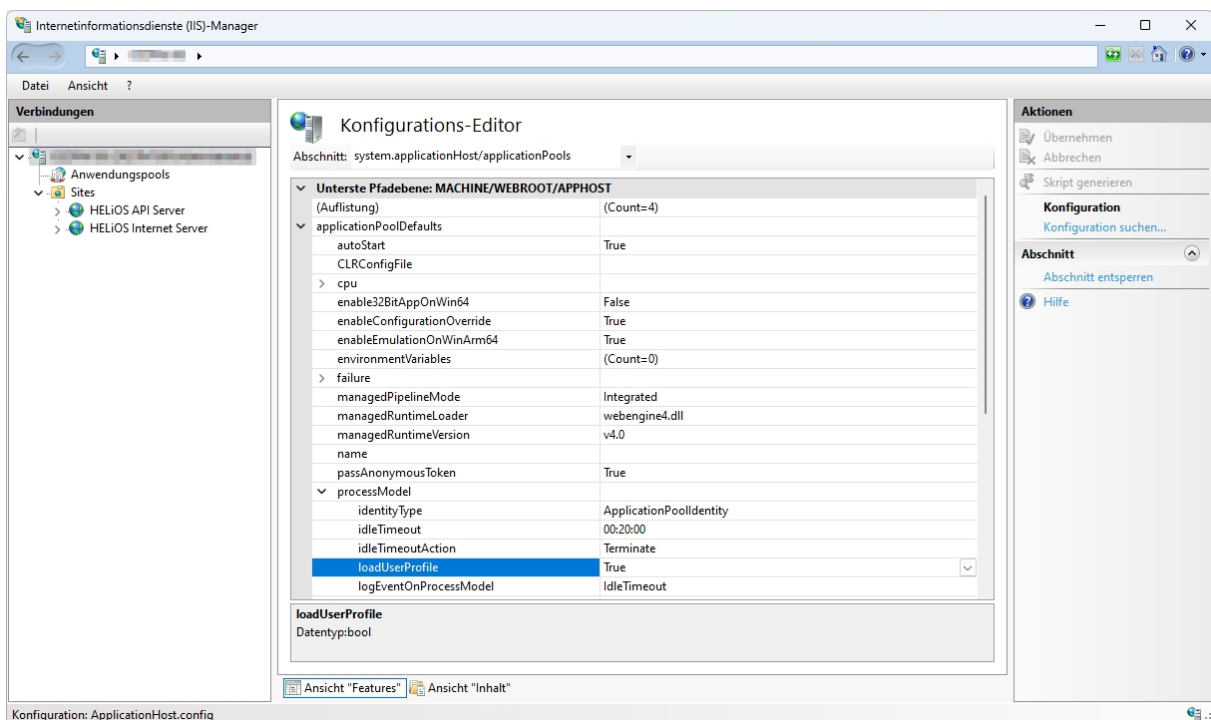 Internetinformationsdienste (IIS)-Manager
Datei Ansicht ?
Verbindungen
Anwendungspools
Sites
HELiOS API Server
HELiOS Internet Server
Konfigurations-Editor
Abschnitt: system.applicationHost/applicationPools
Unterste Pfadebene: MACHINE/WEBROOT/APPHOST
(Auflistung) (Count=4)
applicationPoolDefaults
autoStart True
CLRConfigFile
cpu
enable32BitAppOnWin64 False
enableConfigurationOverride True
enableEmulationOnWinArm64 True
environmentVariables (Count=0)
failure
managedPipelineMode Integrated
managedRuntimeLoader webengine4.dll
managedRuntimeVersion v4.0
name
passAnonymousToken True
processModel
identityType ApplicationPoolIdentity
idleTimeout 00:20:00
idleTimeoutAction Terminate
loadUserProfile True
logEventOnProcessModel IdleTimeout
loadUserProfile
Datentyp:bool
Ansicht "Features" Ansicht "Inhalt"
Aktionen
Übernehmen
Abbrechen
Skript generieren
Konfiguration
Konfiguration suchen...
Abschnitt
Abschnitt entsperren
Hilfe
Konfiguration: ApplicationHost.config